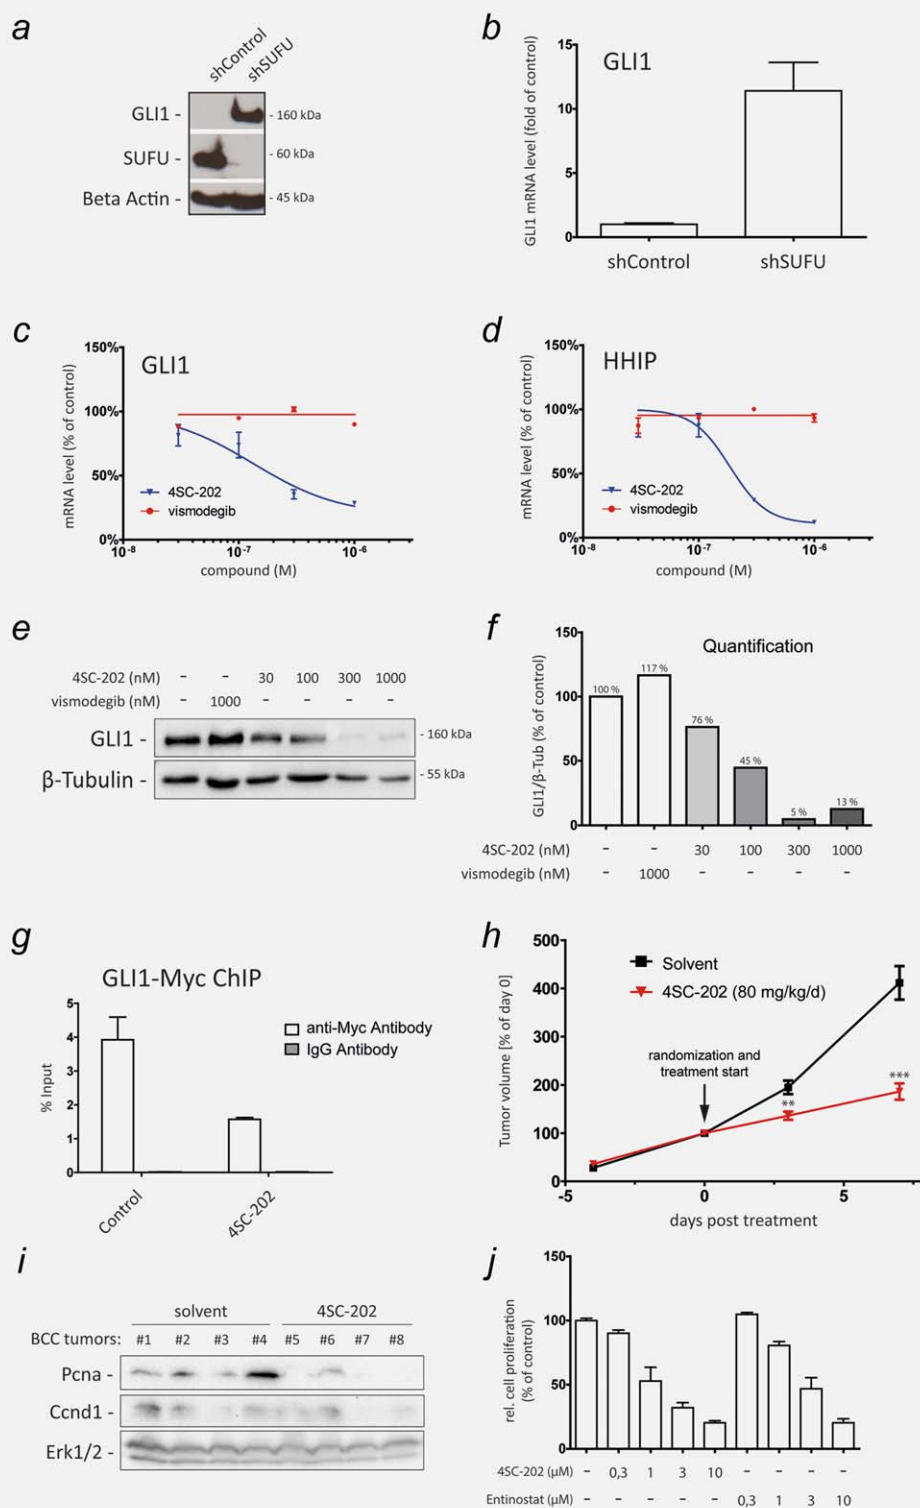 a
shControl
shSUFU
GLI1 -
- 160 kDa
SUFU -
- 60 kDa
Beta Actin -
- 45 kDa
b
GLI1
GLI1 mRNA level (fold of control)
15
10
5
0
shControl shSUFU
c
GLI1
mRNA level (% of control)
150%
100%
50%
0%
4SC-202
vismodegib
10-8 10-7 10-6
compound (M)
d
HHIP
mRNA level (% of control)
150%
100%
50%
0%
4SC-202
vismodegib
10-8 10-7 10-6
compound (M)
e
4SC-202 (nM) - - 30 100 300 1000
vismodegib (nM) - 1000 - - - -
GLI1 -
- 160 kDa
β-Tubulin -
- 55 kDa
f
Quantification
GLI1/β-Tub (% of control)
150
100
50
0
100 %
117 %
76 %
45 %
5 %
13 %
4SC-202 (nM) - - 30 100 300 1000
vismodegib (nM) - 1000 - - - -
g
GLI1-Myc ChIP
% Input
5
4
3
2
1
0
anti-Myc Antibody
IgG Antibody
Control
4SC-202
h
Tumor volume [% of day 0]
500
400
300
200
100
0
Solvent
4SC-202 (80 mg/kg/d)
randomization and
treatment start
**
***
-5 0 5
days post treatment
i
solvent 4SC-202
BCC tumors: #1 #2 #3 #4 #5 #6 #7 #8
Pcna -
Ccnd1 -
Erk1/2 -
j
rel. cell proliferation
(% of control)
150
100
50
0
4SC-202 (µM) - 0,3 1 3 10 - - - -
Entinostat (µM) - - - - - 0,3 1 3 10